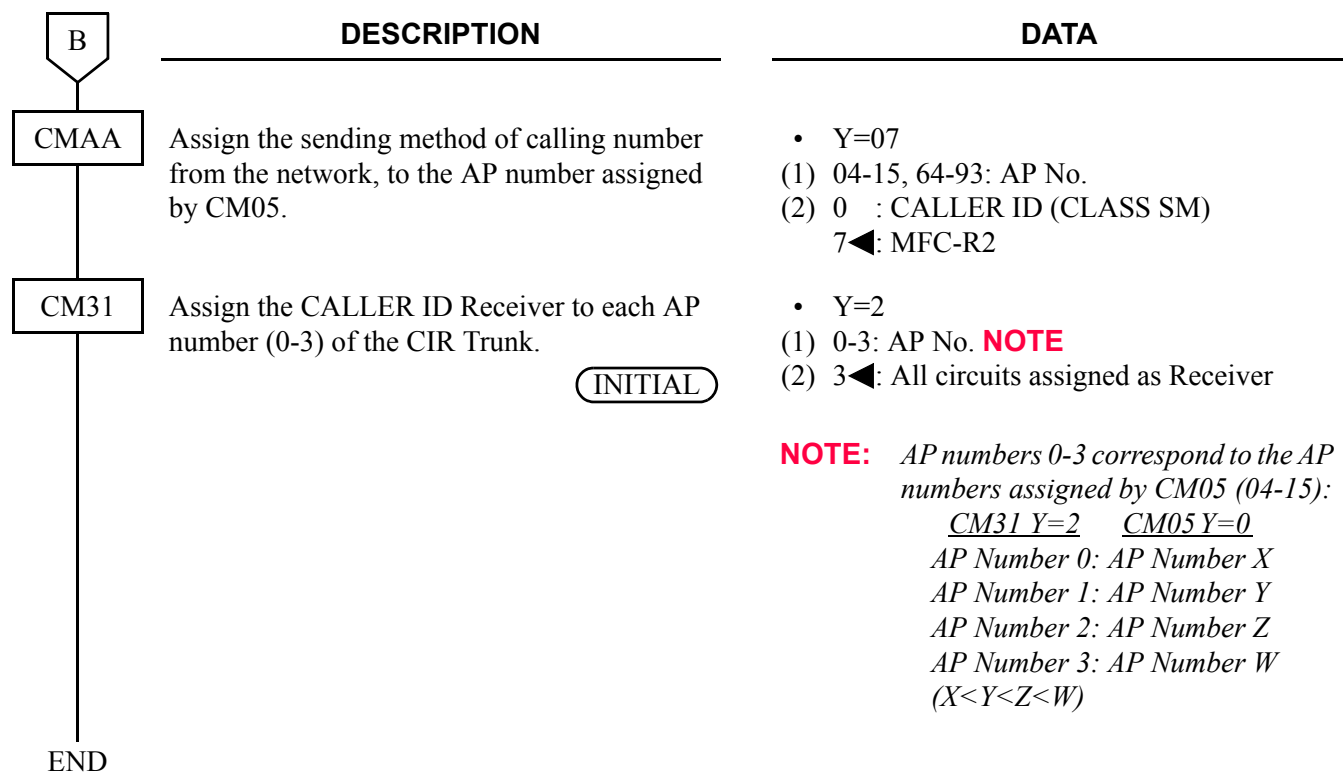 B
DESCRIPTION
DATA
CMAA
Assign the sending method of calling number
from the network, to the AP number assigned
by CM05.
• Y=07
(1) 04-15, 64-93: AP No.
(2) 0 : CALLER ID (CLASS SM)
7◀: MFC-R2
CM31
Assign the CALLER ID Receiver to each AP
number (0-3) of the CIR Trunk.
INITIAL
• Y=2
(1) 0-3: AP No. NOTE
(2) 3◀: All circuits assigned as Receiver
NOTE: AP numbers 0-3 correspond to the AP
numbers assigned by CM05 (04-15):
CM31 Y=2 CM05 Y=0
AP Number 0: AP Number X
AP Number 1: AP Number Y
AP Number 2: AP Number Z
AP Number 3: AP Number W
(X<Y<Z<W)
END